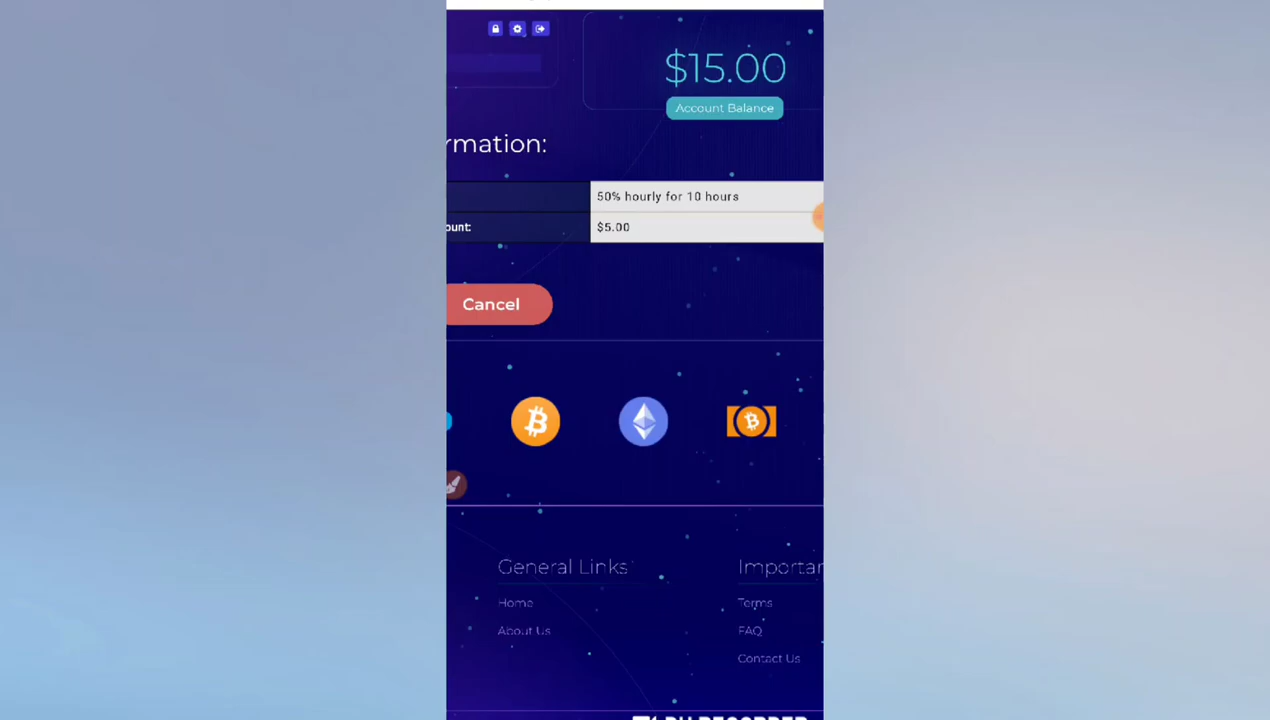 $15.00
Account Balance
rmation:
50% hourly for 10 hours
ount:
$5.00
Cancel
General Links
Importan
Home
Terms
About Us
FAQ
Contact Us
RECORDER